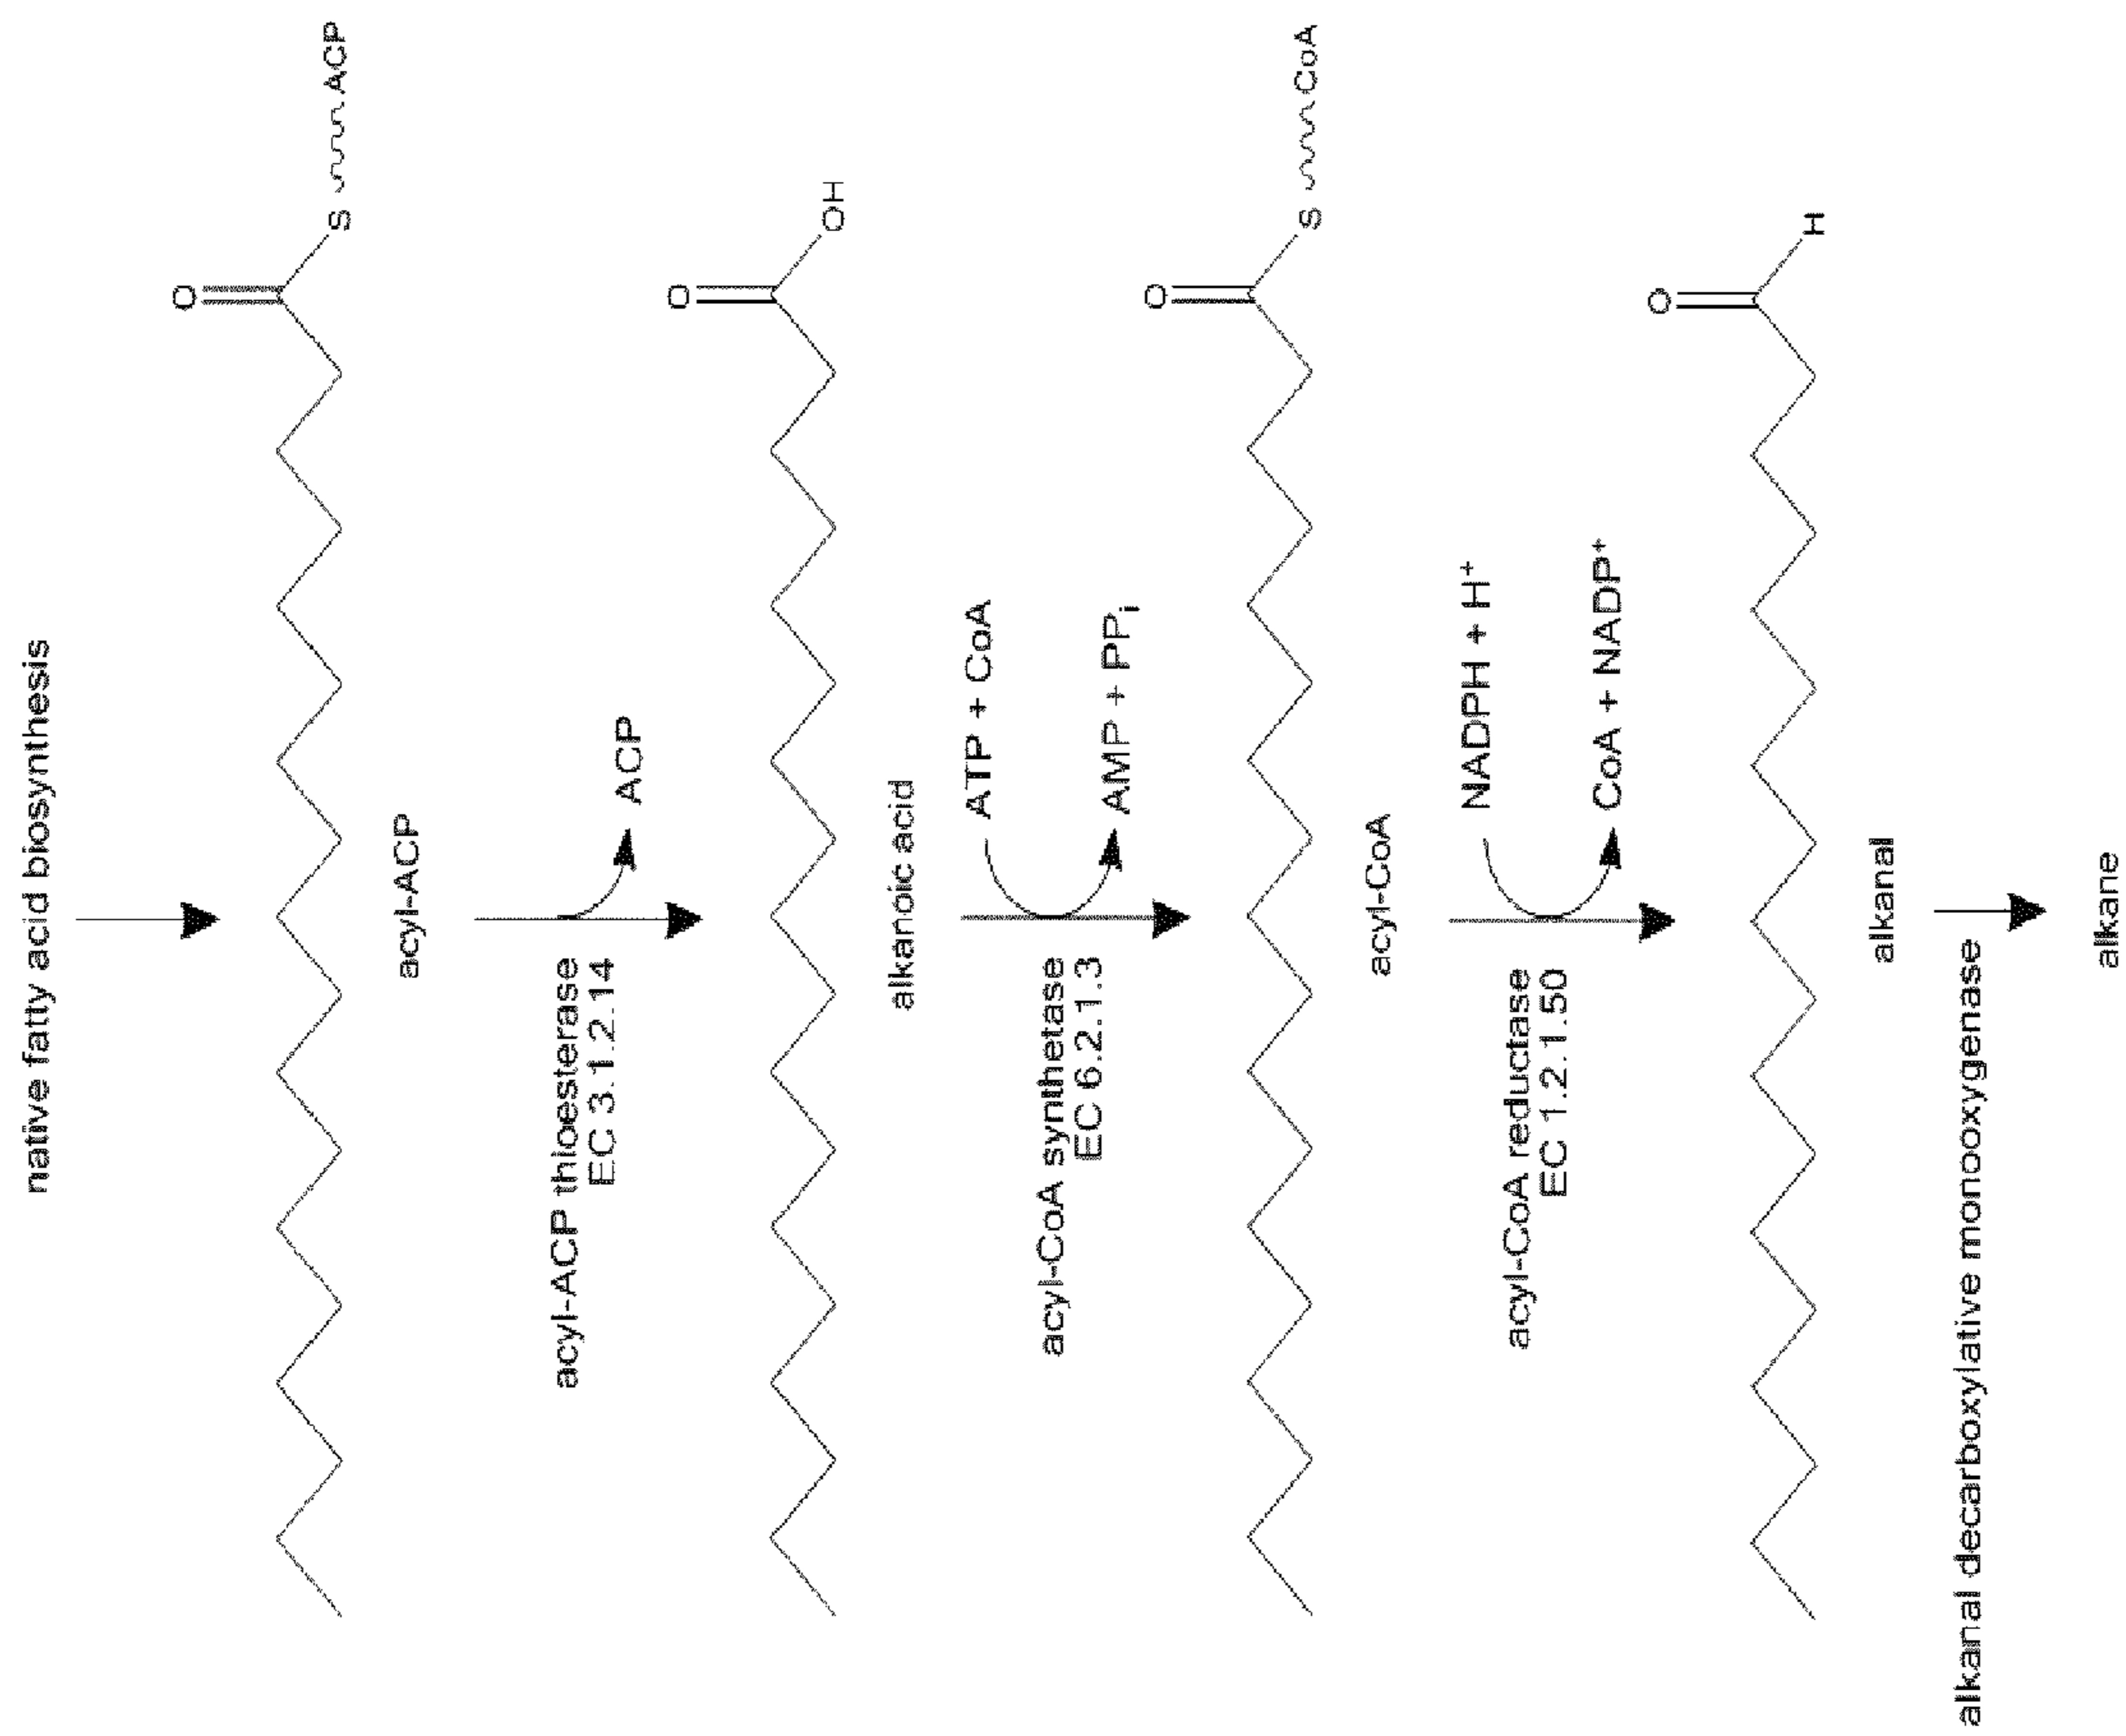 native fatty acid biosynthesis
O
S
ACP
acyl-ACP
acyl-ACP thioesterase
EC 3.1.2.14
ACP
O
OH
alkanoic acid
acyl-CoA synthetase
EC 6.2.1.3
ATP + CoA
AMP + PPi
O
S
CoA
acyl-CoA
acyl-CoA reductase
EC 1.2.1.50
NADPH + H⁺
CoA + NADP⁺
O
H
alkanal
alkanal decarboxylative monooxygenase
alkane